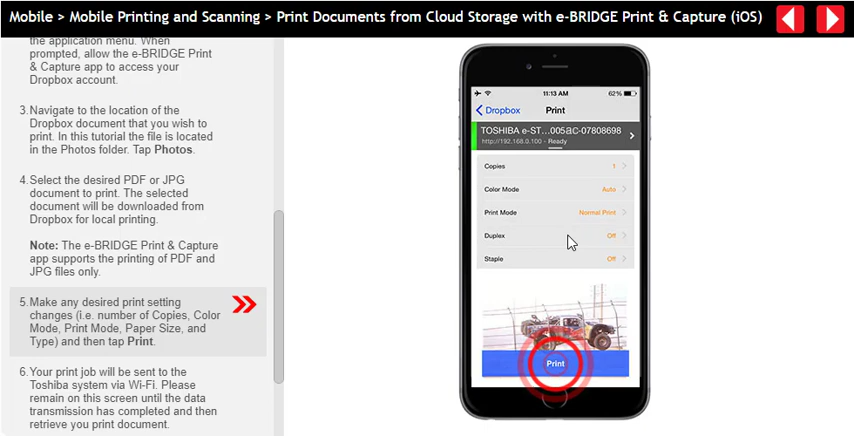 Mobile > Mobile Printing and Scanning > Print Documents from Cloud Storage with e-BRIDGE Print & Capture (iOS)
the application menu. When
prompted, allow the e-BRIDGE Print
& Capture app to access your
Dropbox account.
3. Navigate to the location of the
Dropbox document that you wish to
print. In this tutorial the file is located
in the Photos folder. Tap Photos.
4. Select the desired PDF or JPG
document to print. The selected
document will be downloaded from
Dropbox for local printing.
Note: The e-BRIDGE Print & Capture
app supports the printing of PDF and
JPG files only.
5. Make any desired print setting
changes (i.e. number of Copies, Color
Mode, Print Mode, Paper Size, and
Type) and then tap Print.
6. Your print job will be sent to the
Toshiba system via Wi-Fi. Please
remain on this screen until the data
transmission has completed and then
retrieve you print document.
11:13 AM 62%
Dropbox Print
TOSHIBA e-ST...005aC-07808698
http://192.168.0.100 - Ready
Copies 1
Color Mode Auto
Print Mode Normal Print
Duplex Off
Staple Off
Print